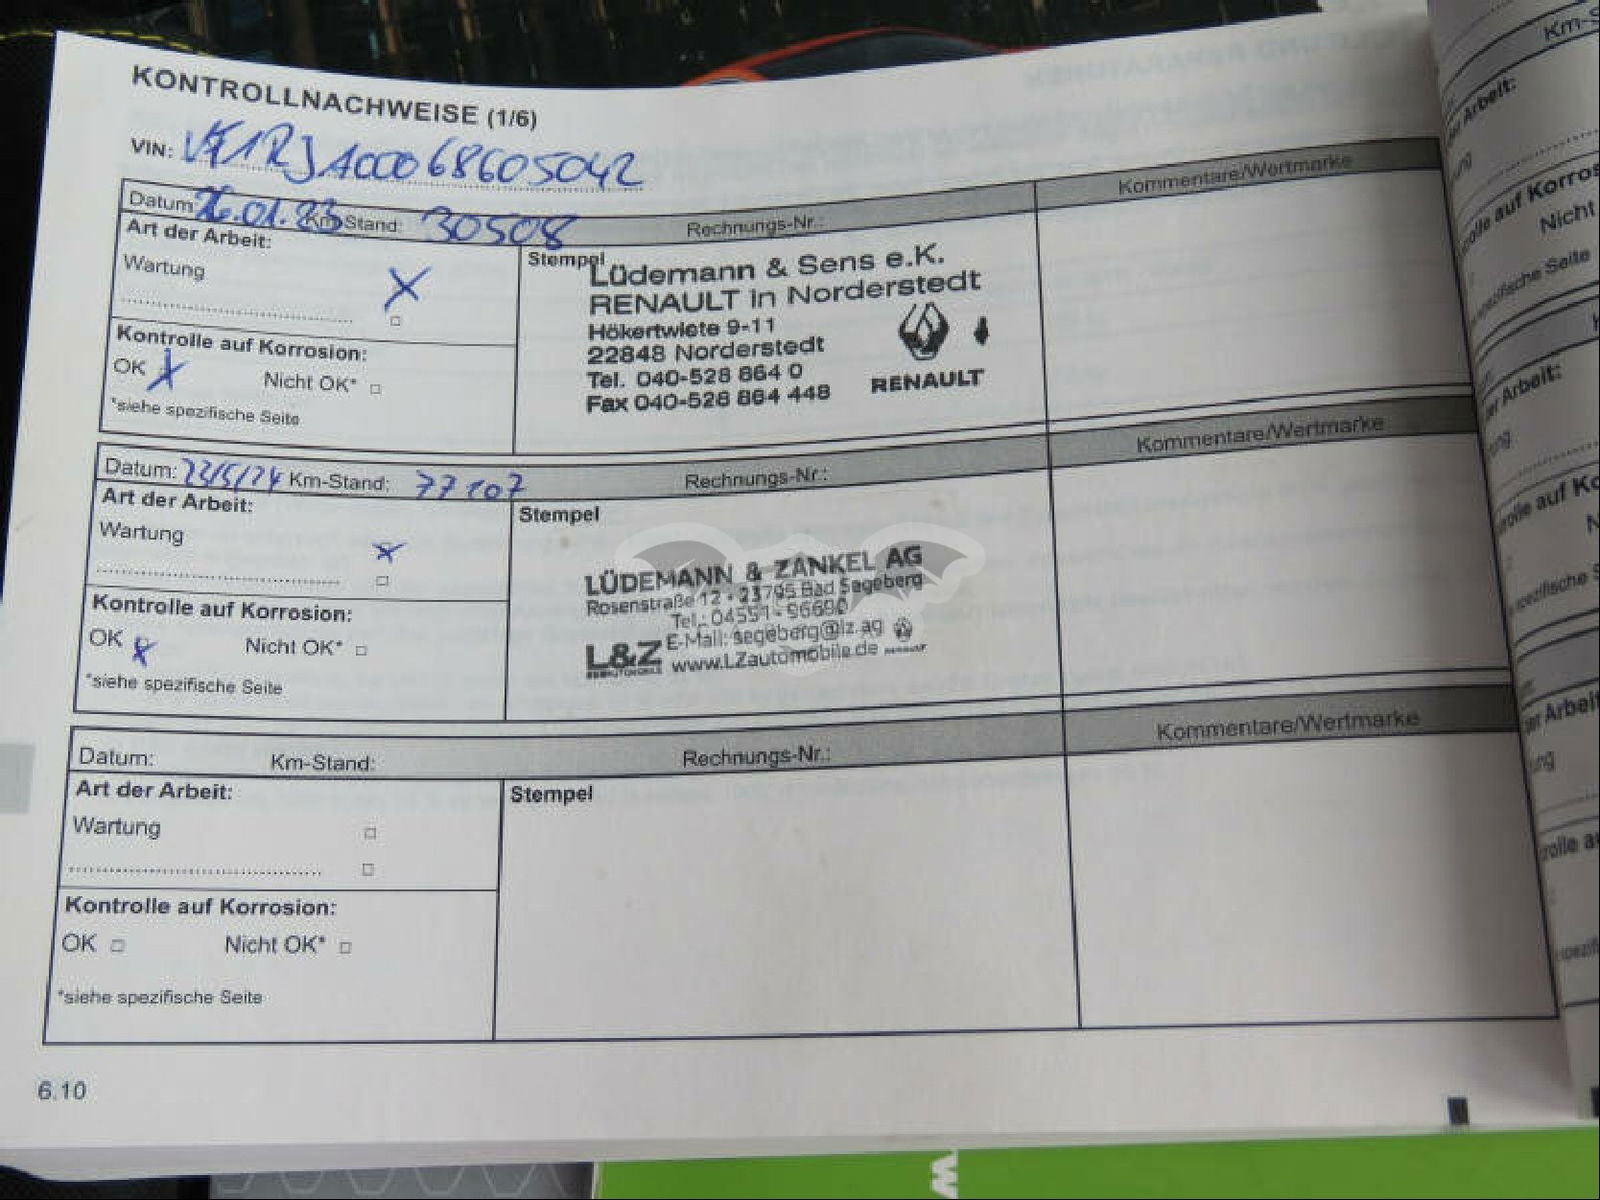 KONTROLLNACHWEISE (1/6)
VIN: VF1RJA00068605042
Kommentare/Wertmarke
Datum: 26.01.23 Km-Stand: 30508 Rechnungs-Nr.:
Art der Arbeit:
Wartung
Kontrolle auf Korrosion:
OK Nicht OK*
*siehe spezifische Seite
Stempel
Lüdemann & Sens e.K.
RENAULT in Norderstedt
Hökertwiete 9-11
22848 Norderstedt
Tel. 040-528 864 0
Fax 040-528 864 448
RENAULT
Kommentare/Wertmarke
Datum: 23/5/24 Km-Stand: 77107 Rechnungs-Nr.:
Art der Arbeit:
Wartung
Kontrolle auf Korrosion:
OK Nicht OK*
*siehe spezifische Seite
Stempel
LÜDEMANN & ZANKEL AG
Rosenstraße 12 • 23795 Bad Segeberg
Tel.: 04551-96690
E-Mail: segeberg@lz.ag
L&Z www.LZautomobile.de
Kommentare/Wertmarke
Datum: Km-Stand: Rechnungs-Nr.:
Art der Arbeit:
Wartung
Kontrolle auf Korrosion:
OK Nicht OK*
*siehe spezifische Seite
Stempel
6.10